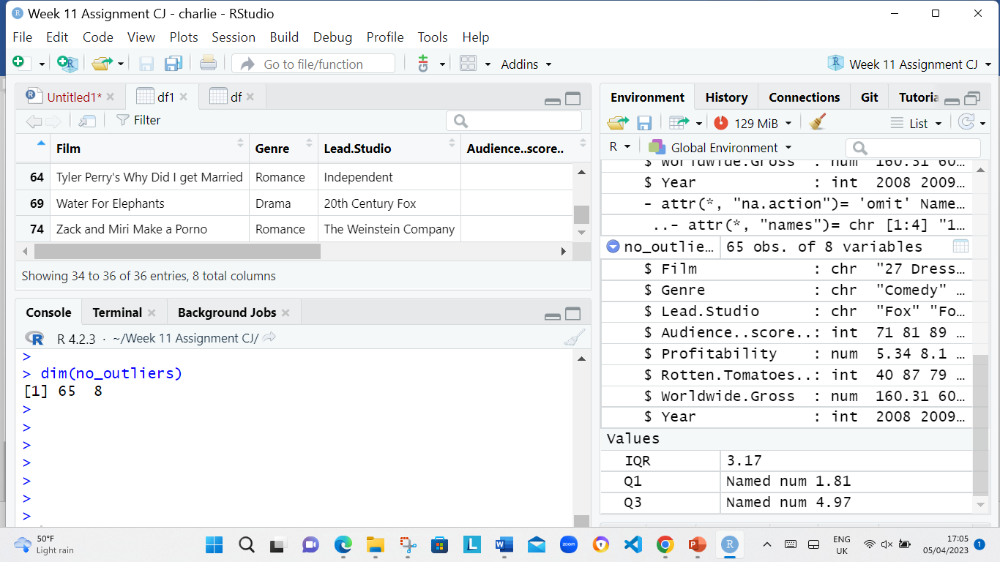 Week 11 Assignment CJ - charlie - RStudio
File Edit Code View Plots Session Build Debug Profile Tools Help
Go to file/function Addins Week 11 Assignment CJ
Untitled1* df1 df
Filter
Film Genre Lead.Studio Audience..score..
64 Tyler Perry's Why Did I get Married Romance Independent
69 Water For Elephants Drama 20th Century Fox
74 Zack and Miri Make a Porno Romance The Weinstein Company
Showing 34 to 36 of 36 entries, 8 total columns
Console Terminal Background Jobs
R 4.2.3 · ~/Week 11 Assignment CJ/
>
> dim(no_outliers)
[1] 65 8
>
>
>
>
>
>
>
Environment History Connections Git Tutoria
129 MiB List
R Global Environment
$ Worldwide.Gross : num 160.31 60…
$ Year : int 2008 2009…
- attr(*, "na.action")= 'omit' Name…
..- attr(*, "names")= chr [1:4] "1…
no_outlie… 65 obs. of 8 variables
$ Film : chr "27 Dress…
$ Genre : chr "Comedy" …
$ Lead.Studio : chr "Fox" "Fo…
$ Audience..score..: int 71 81 89 …
$ Profitability : num 5.34 8.1 …
$ Rotten.Tomatoes..: int 40 87 79 …
$ Worldwide.Gross : num 160.31 60…
$ Year : int 2008 2009…
Values
IQR 3.17
Q1 Named num 1.81
Q3 Named num 4.97
50°F
Light rain
zoom
ENG
UK
17:05
05/04/2023
1